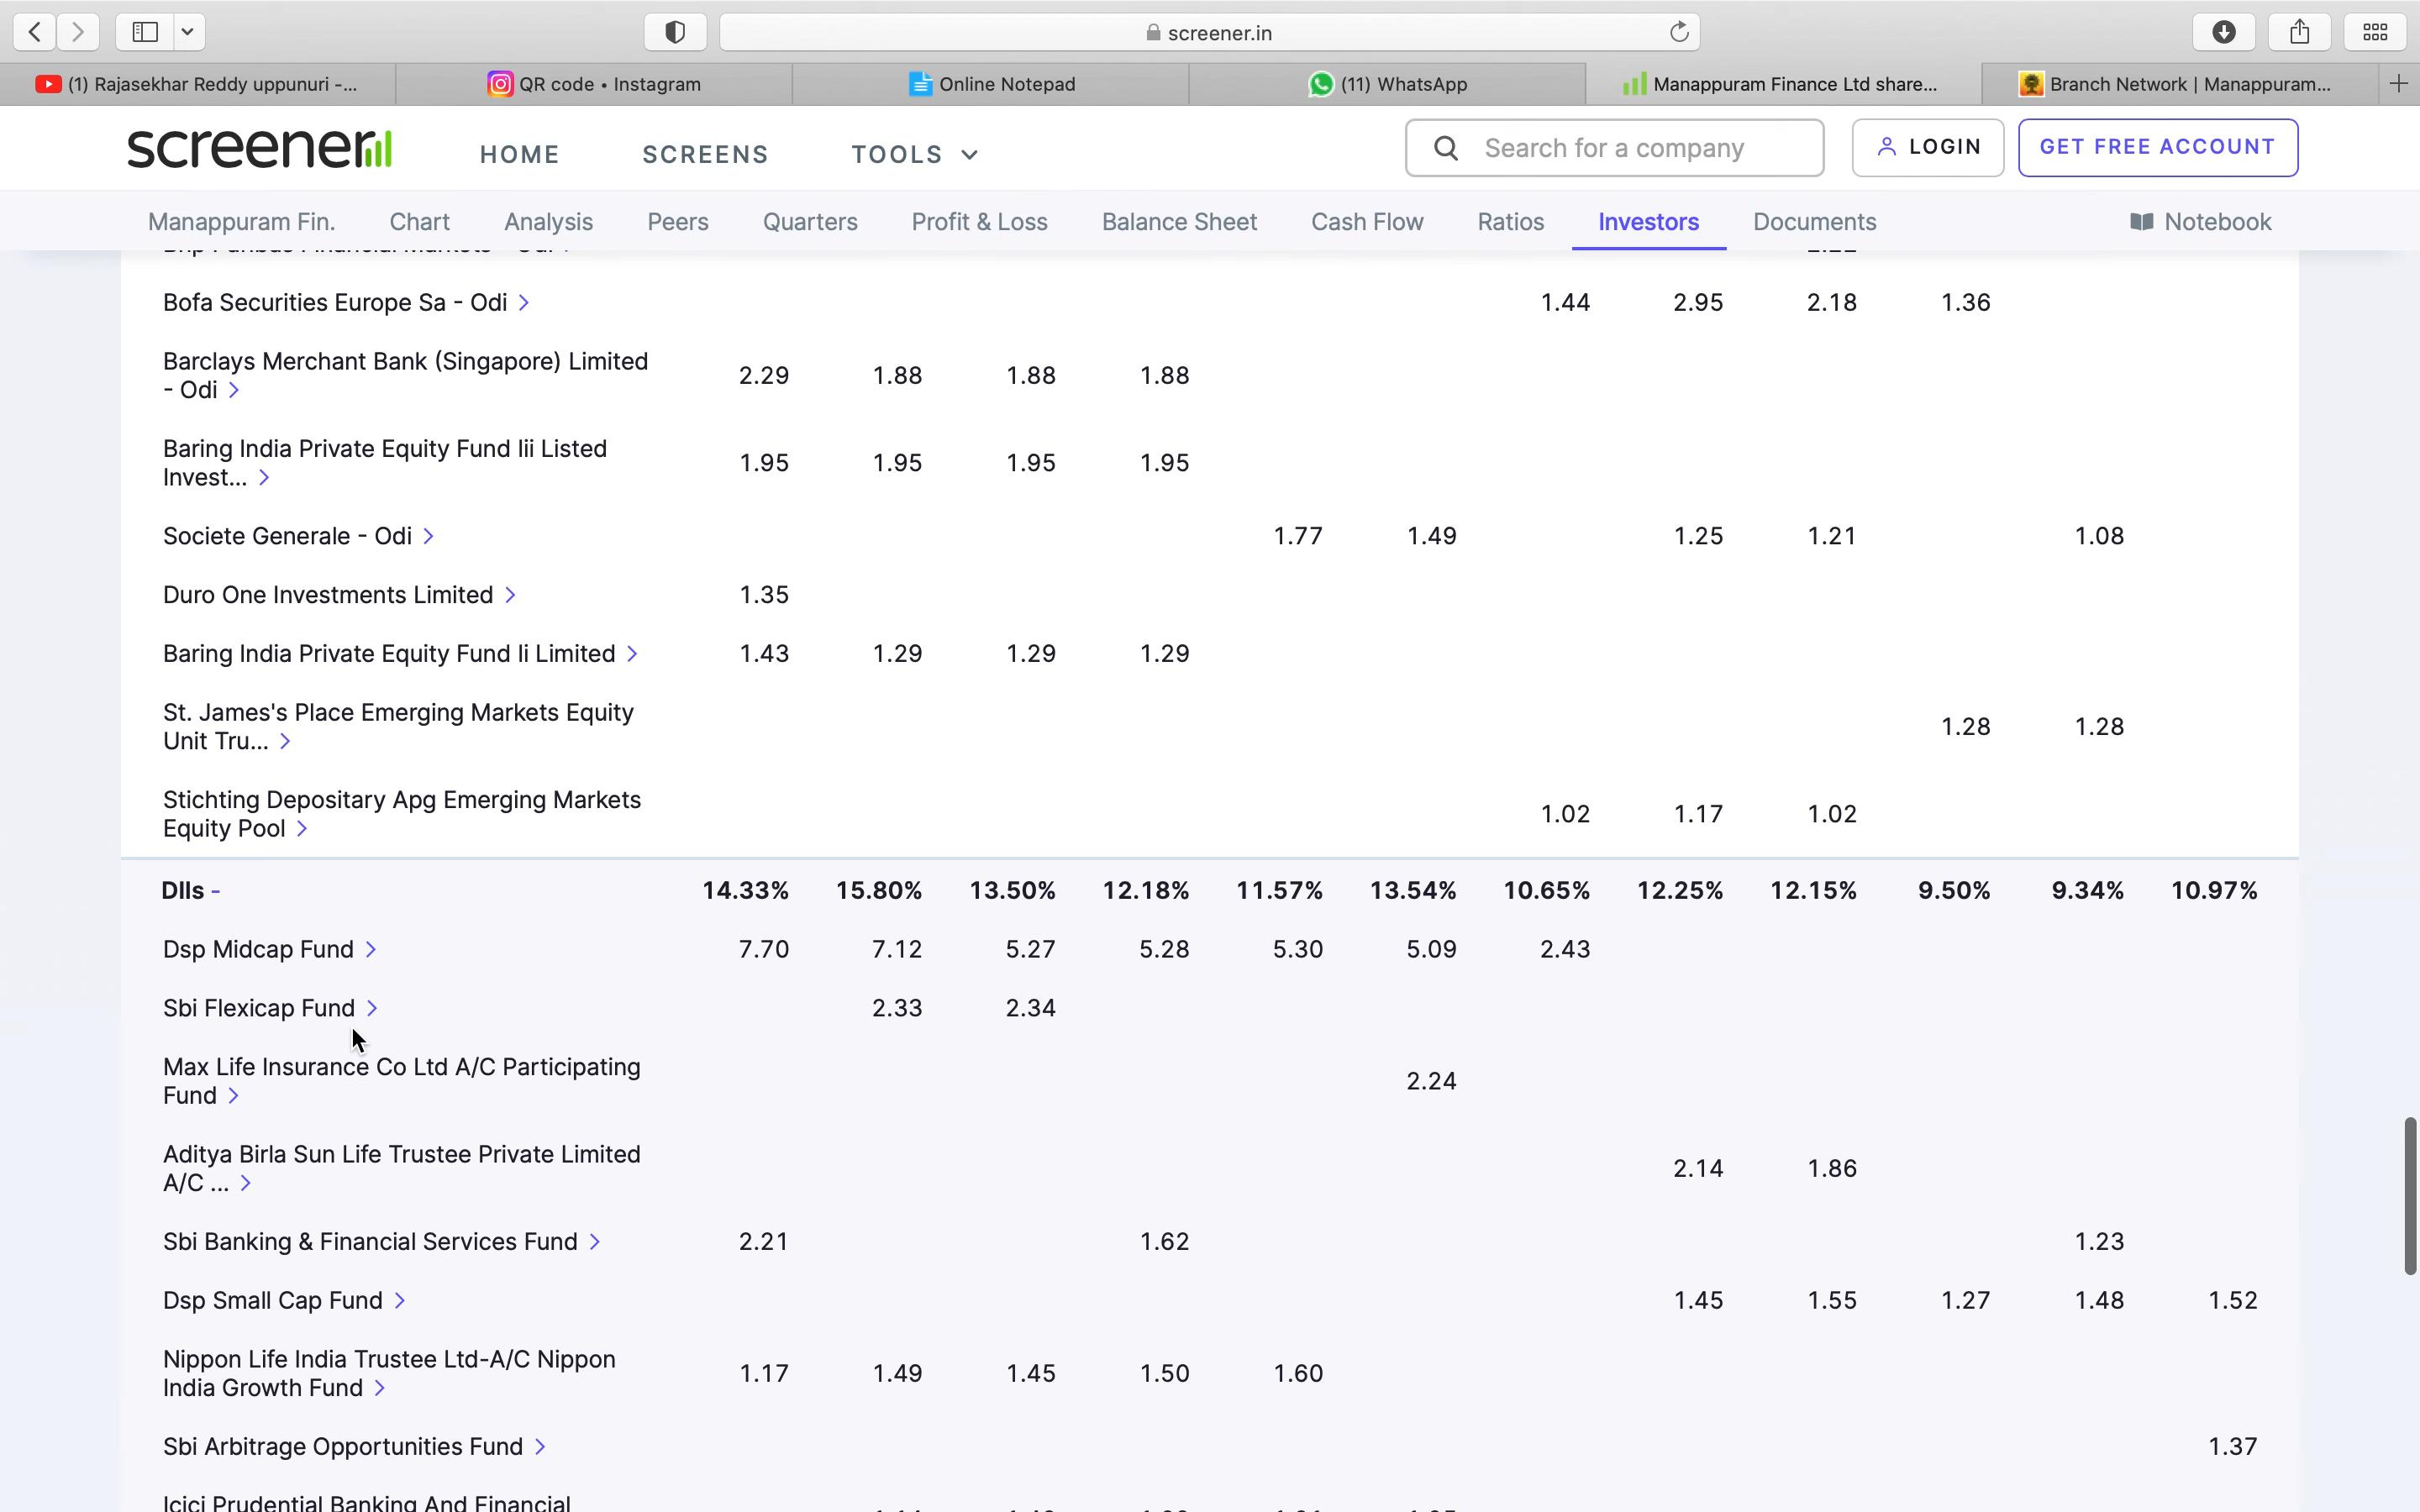 screener.in
(1) Rajasekhar Reddy uppunuri -...
QR code • Instagram
Online Notepad
(11) WhatsApp
Manappuram Finance Ltd share...
Branch Network | Manappuram...
screener
HOME
SCREENS
TOOLS
Search for a company
LOGIN
GET FREE ACCOUNT
Manappuram Fin.
Chart
Analysis
Peers
Quarters
Profit & Loss
Balance Sheet
Cash Flow
Ratios
Investors
Documents
Notebook
Bofa Securities Europe Sa - Odi 1.44 2.95 2.18 1.36
Barclays Merchant Bank (Singapore) Limited
- Odi 2.29 1.88 1.88 1.88
Baring India Private Equity Fund Iii Listed
Invest... 1.95 1.95 1.95 1.95
Societe Generale - Odi 1.77 1.49 1.25 1.21 1.08
Duro One Investments Limited 1.35
Baring India Private Equity Fund Ii Limited 1.43 1.29 1.29 1.29
St. James's Place Emerging Markets Equity
Unit Tru... 1.28 1.28
Stichting Depositary Apg Emerging Markets
Equity Pool 1.02 1.17 1.02
DIIs - 14.33% 15.80% 13.50% 12.18% 11.57% 13.54% 10.65% 12.25% 12.15% 9.50% 9.34% 10.97%
Dsp Midcap Fund 7.70 7.12 5.27 5.28 5.30 5.09 2.43
Sbi Flexicap Fund 2.33 2.34
Max Life Insurance Co Ltd A/C Participating
Fund 2.24
Aditya Birla Sun Life Trustee Private Limited
A/C ... 2.14 1.86
Sbi Banking & Financial Services Fund 2.21 1.62 1.23
Dsp Small Cap Fund 1.45 1.55 1.27 1.48 1.52
Nippon Life India Trustee Ltd-A/C Nippon
India Growth Fund 1.17 1.49 1.45 1.50 1.60
Sbi Arbitrage Opportunities Fund 1.37
Icici Prudential Banking And Financial